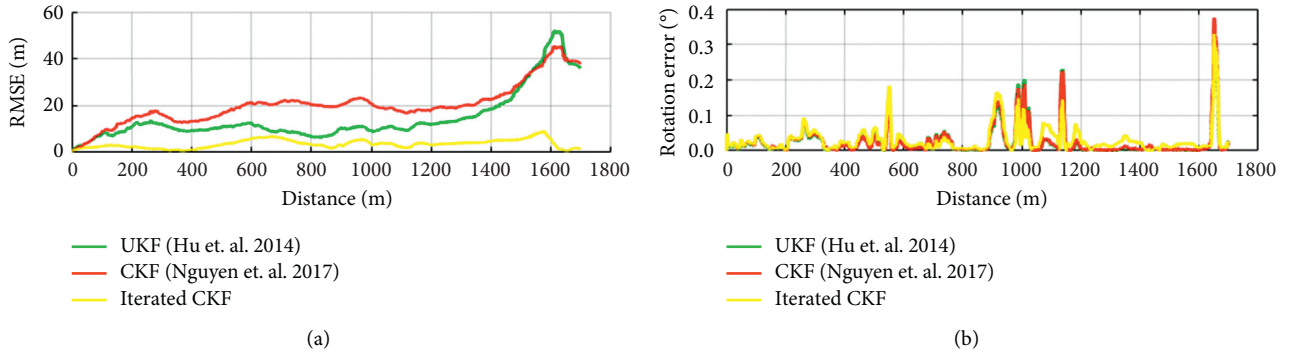 60
40
20
0
RMSE (m)
0 200 400 600 800 1000 1200 1400 1600 1800
Distance (m)
UKF (Hu et. al. 2014)
CKF (Nguyen et. al. 2017)
Iterated CKF
(a)
0.4
0.3
0.2
0.1
0.0
Rotation error (°)
0 200 400 600 800 1000 1200 1400 1600 1800
Distance (m)
UKF (Hu et. al. 2014)
CKF (Nguyen et. al. 2017)
Iterated CKF
(b)